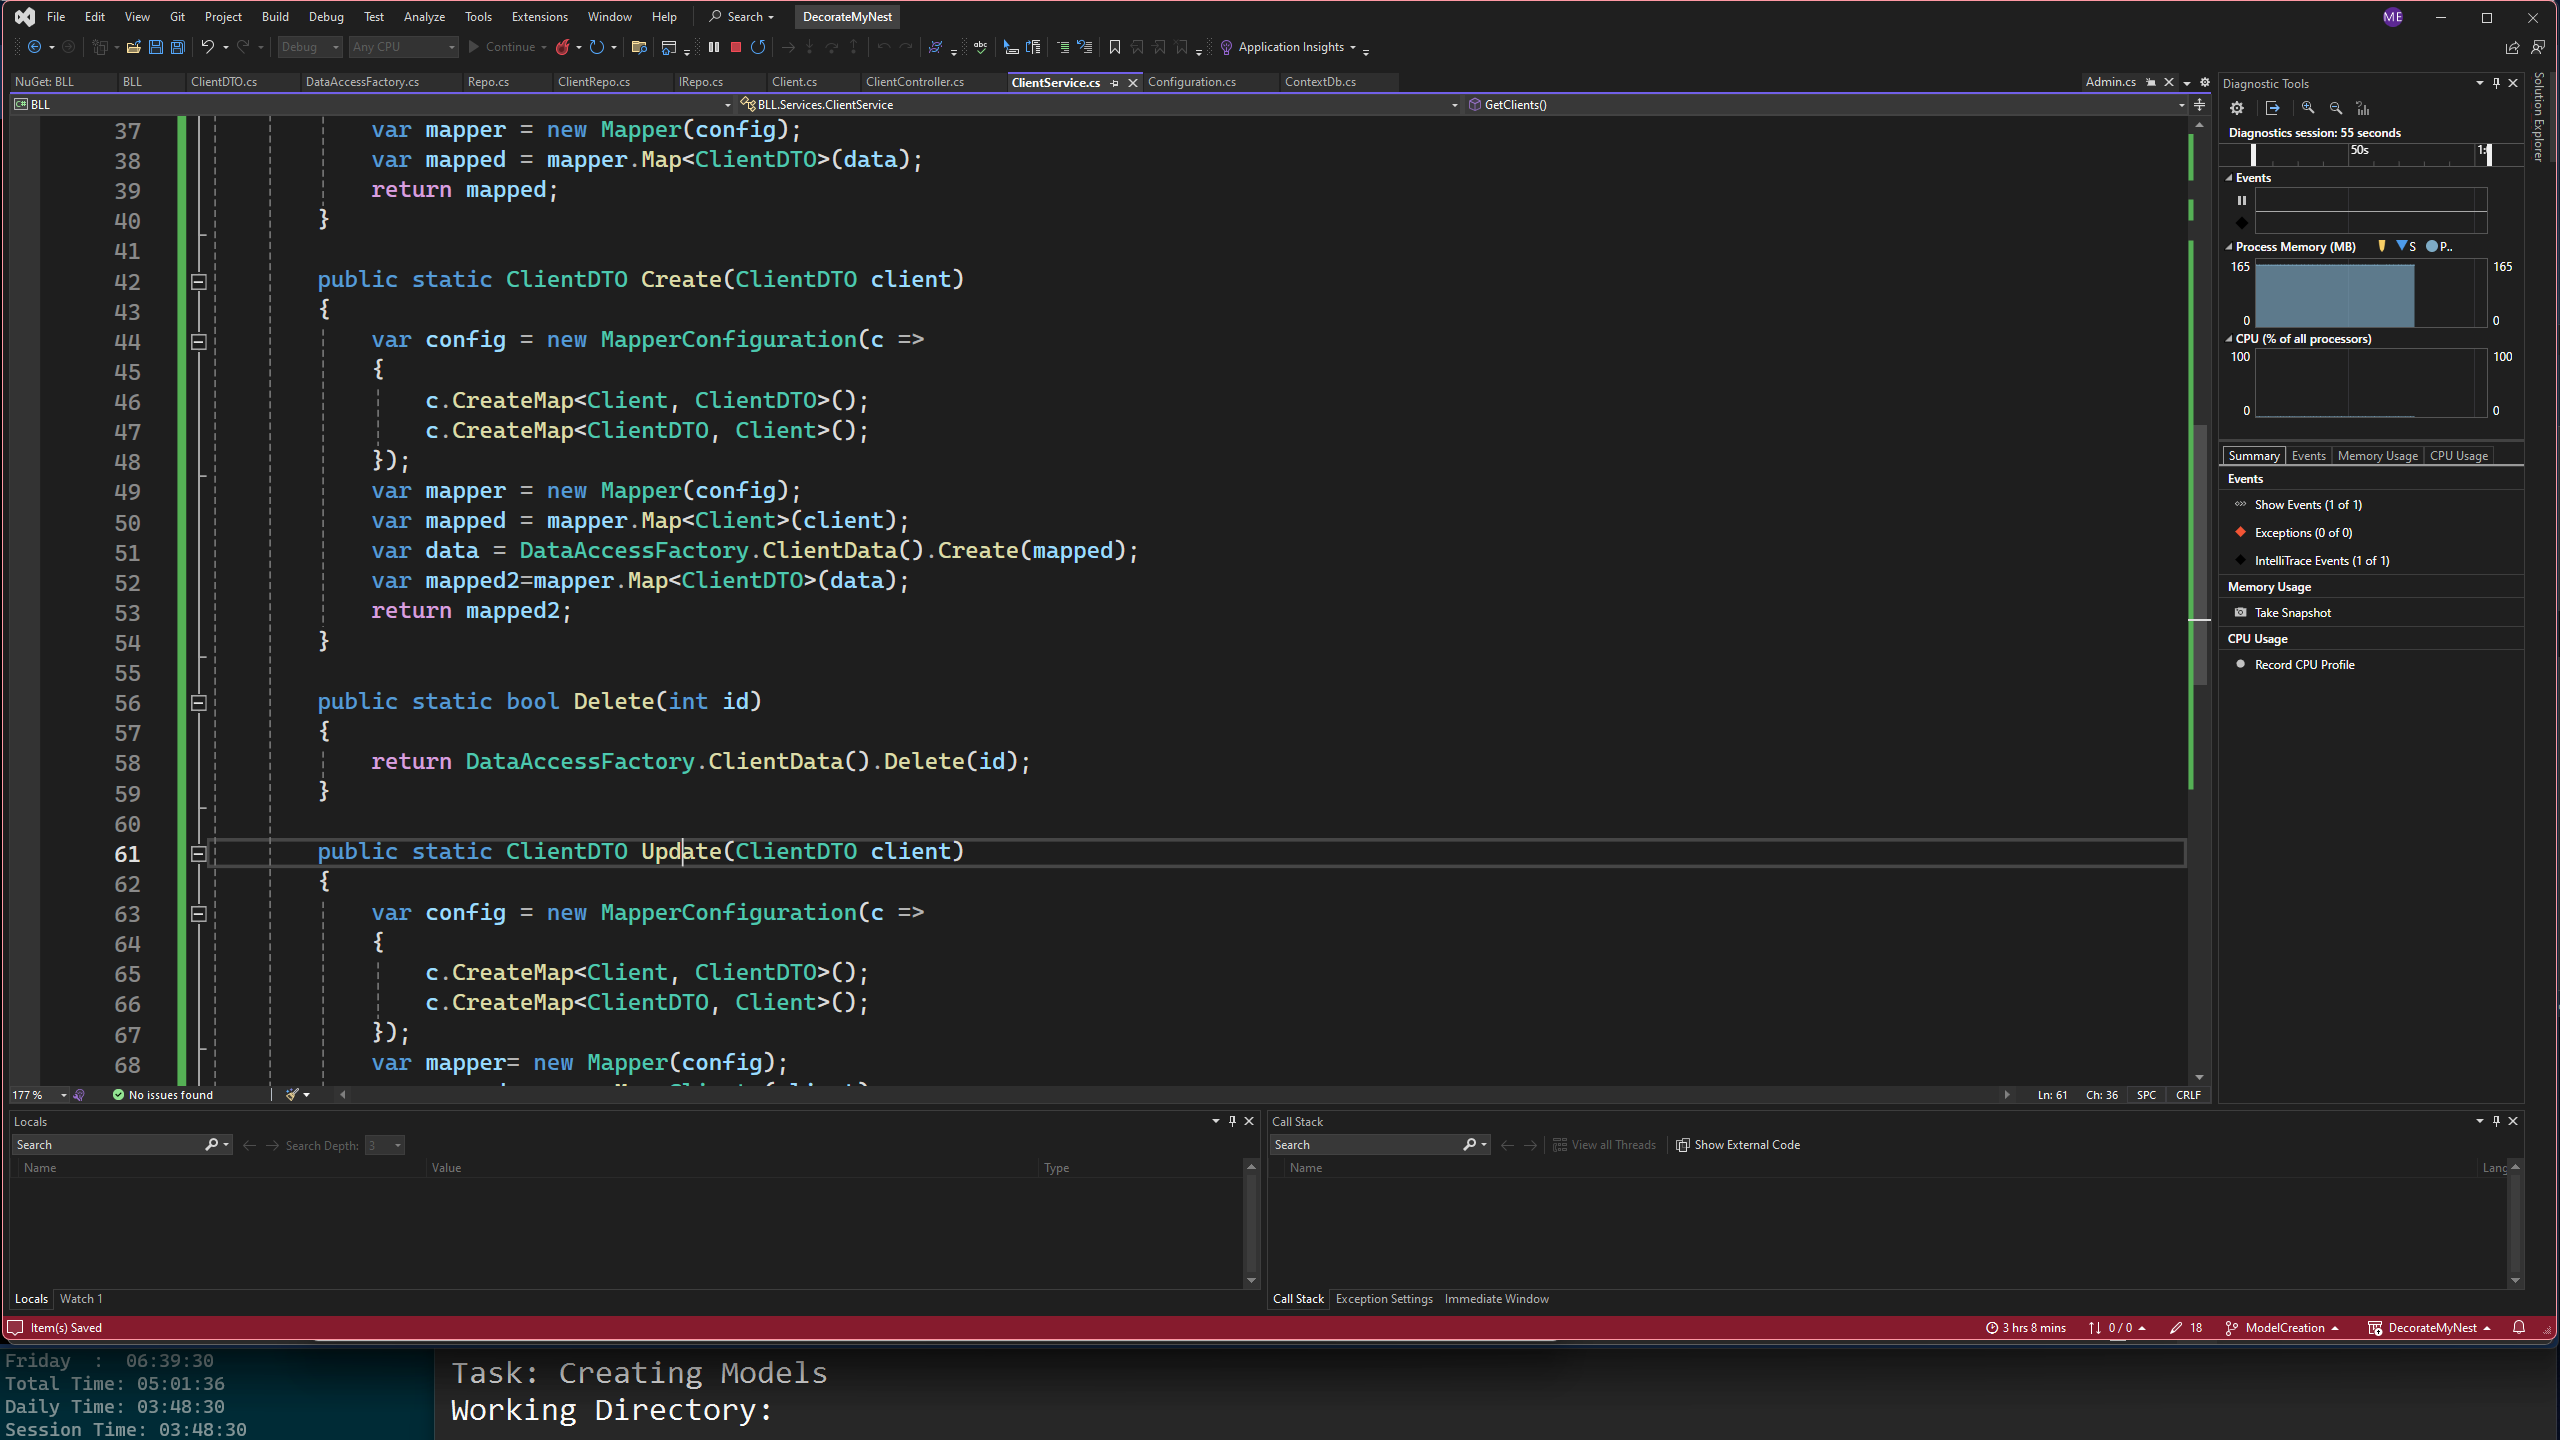 File Edit View Git Project Build Debug Test Analyze Tools Extensions Window Help Search DecorateMyNest ME
Debug Any CPU Continue Application Insights
NuGet: BLL BLL ClientDTO.cs DataAccessFactory.cs Repo.cs ClientRepo.cs IRepo.cs Client.cs ClientController.cs ClientService.cs Configuration.cs ContextDb.cs Admin.cs
BLL BLL.Services.ClientService GetClients()
37 var mapper = new Mapper(config);
38 var mapped = mapper.Map<ClientDTO>(data);
39 return mapped;
40 }
41
42 public static ClientDTO Create(ClientDTO client)
43 {
44 var config = new MapperConfiguration(c =>
45 {
46 c.CreateMap<Client, ClientDTO>();
47 c.CreateMap<ClientDTO, Client>();
48 });
49 var mapper = new Mapper(config);
50 var mapped = mapper.Map<Client>(client);
51 var data = DataAccessFactory.ClientData().Create(mapped);
52 var mapped2=mapper.Map<ClientDTO>(data);
53 return mapped2;
54 }
55
56 public static bool Delete(int id)
57 {
58 return DataAccessFactory.ClientData().Delete(id);
59 }
60
61 public static ClientDTO Update(ClientDTO client)
62 {
63 var config = new MapperConfiguration(c =>
64 {
65 c.CreateMap<Client, ClientDTO>();
66 c.CreateMap<ClientDTO, Client>();
67 });
68 var mapper= new Mapper(config);
177 % No issues found Ln: 61 Ch: 36 SPC CRLF
Diagnostic Tools
Diagnostics session: 55 seconds
50s
Events
Process Memory (MB) S P..
165 165
0 0
CPU (% of all processors)
100 100
0 0
Summary Events Memory Usage CPU Usage
Events
Show Events (1 of 1)
Exceptions (0 of 0)
IntelliTrace Events (1 of 1)
Memory Usage
Take Snapshot
CPU Usage
Record CPU Profile
Solution Explorer
Locals
Search Search Depth: 3
Name Value Type
Locals Watch 1
Call Stack
Search View all Threads Show External Code
Name Lang
Call Stack Exception Settings Immediate Window
Item(s) Saved 3 hrs 8 mins 0 / 0 18 ModelCreation DecorateMyNest
Friday : 06:39:30
Total Time: 05:01:36
Daily Time: 03:48:30
Session Time: 03:48:30
Task: Creating Models
Working Directory: